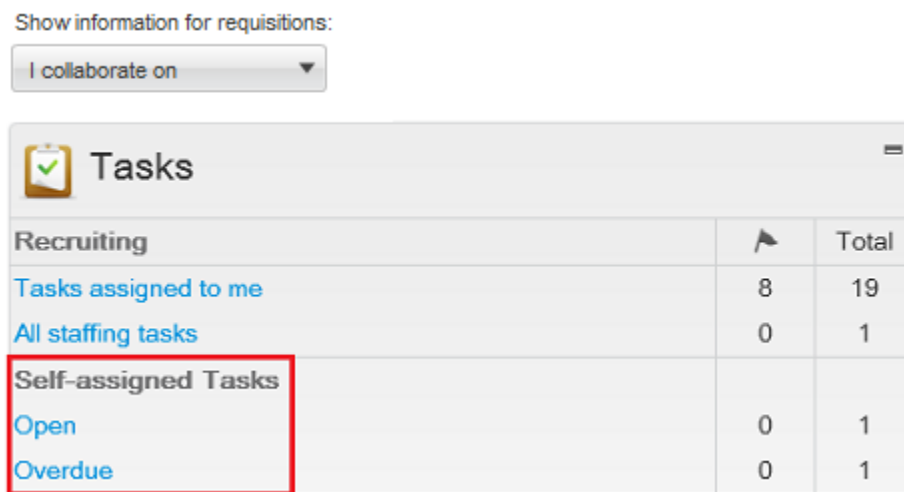 Show information for requisitions:
I collaborate on
Tasks
Recruiting Total
Tasks assigned to me 8 19
All staffing tasks 0 1
Self-assigned Tasks
Open 0 1
Overdue 0 1